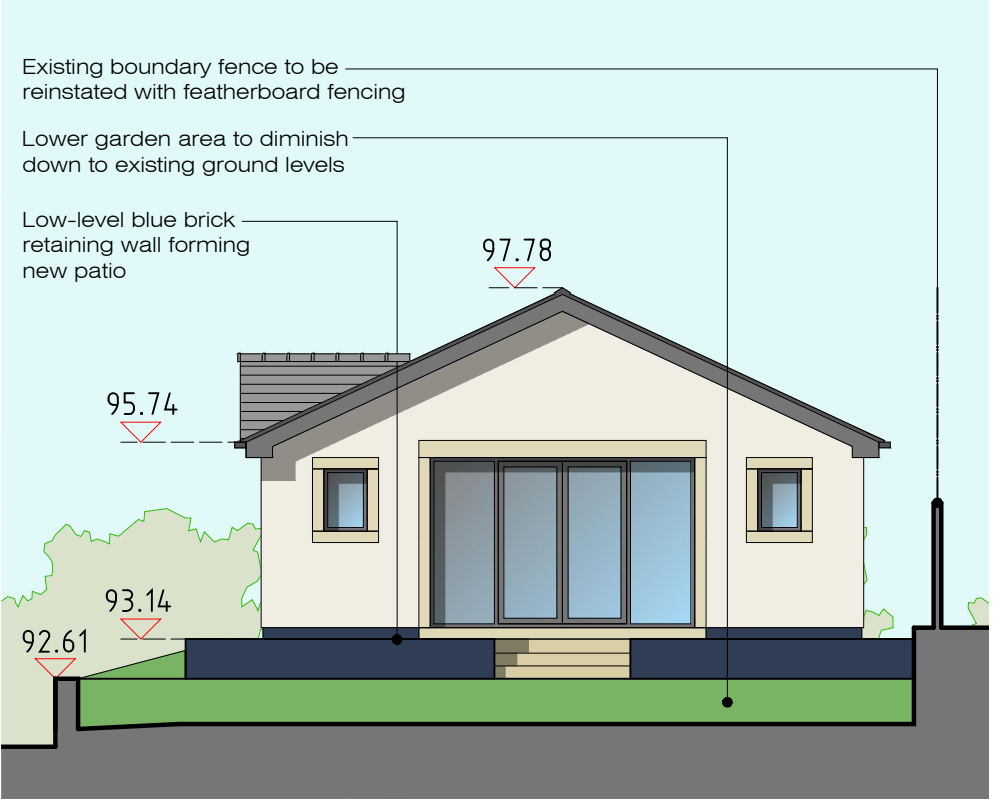 Existing boundary fence to be
reinstated with featherboard fencing
Lower garden area to diminish
down to existing ground levels
Low-level blue brick
retaining wall forming
new patio
97.78
95.74
93.14
92.61